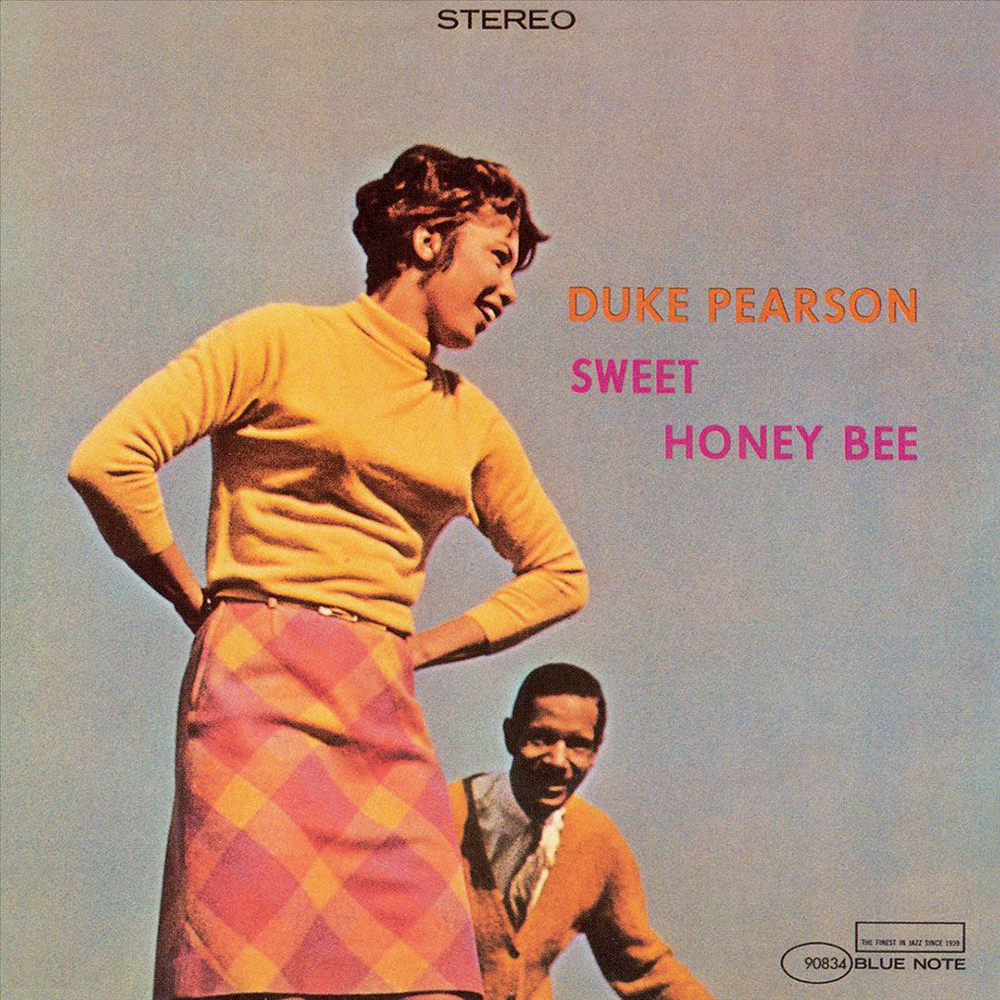 STEREO
DUKE PEARSON
SWEET
HONEY BEE
THE FINEST IN JAZZ SINCE 1939
90834 BLUE NOTE